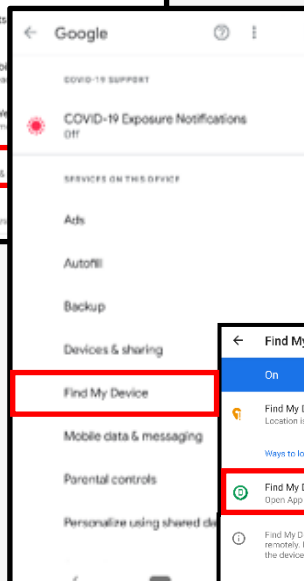 Google
COVID-19 SUPPORT
COVID-19 Exposure Notifications
Off
SERVICES ON THIS DEVICE
Ads
Autofill
Backup
Devices & sharing
Find My Device
Mobile data & messaging
Parental controls
Personalize using shared da
Find My
On
Find My D
Location is
Ways to lo
Find My D
Open App
Find My D
remotely.
the device